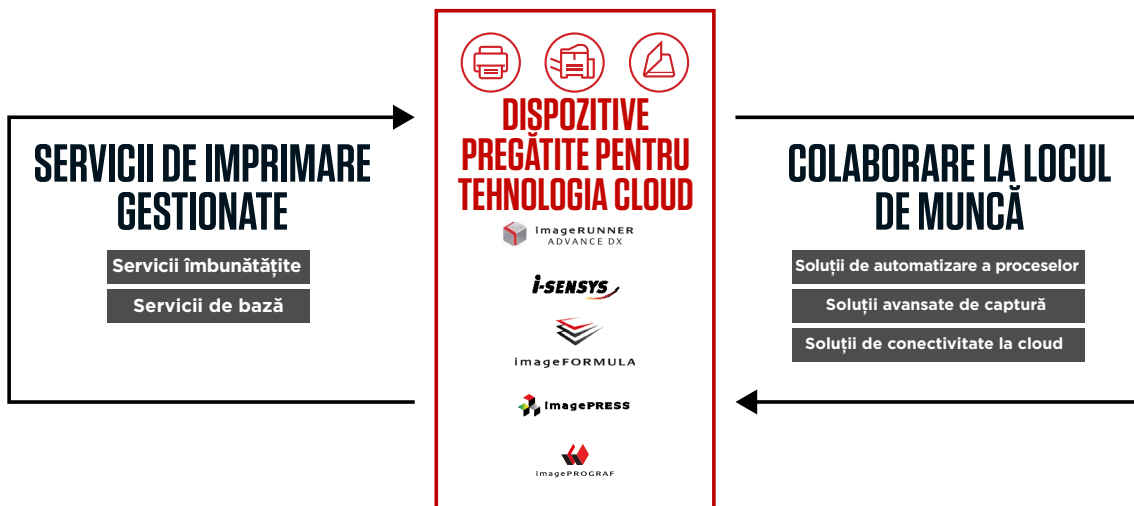 SERVICII DE IMPRIMARE
GESTIONATE
Servicii îmbunătățite
Servicii de bază
DISPOZITIVE
PREGĂTITE PENTRU
TEHNOLOGIA CLOUD
imageRUNNER
ADVANCE DX
i-SENSYS
imageFORMULA
imagePRESS
imagePROGRAF
COLABORARE LA LOCUL
DE MUNCĂ
Soluții de automatizare a proceselor
Soluții avansate de captură
Soluții de conectivitate la cloud